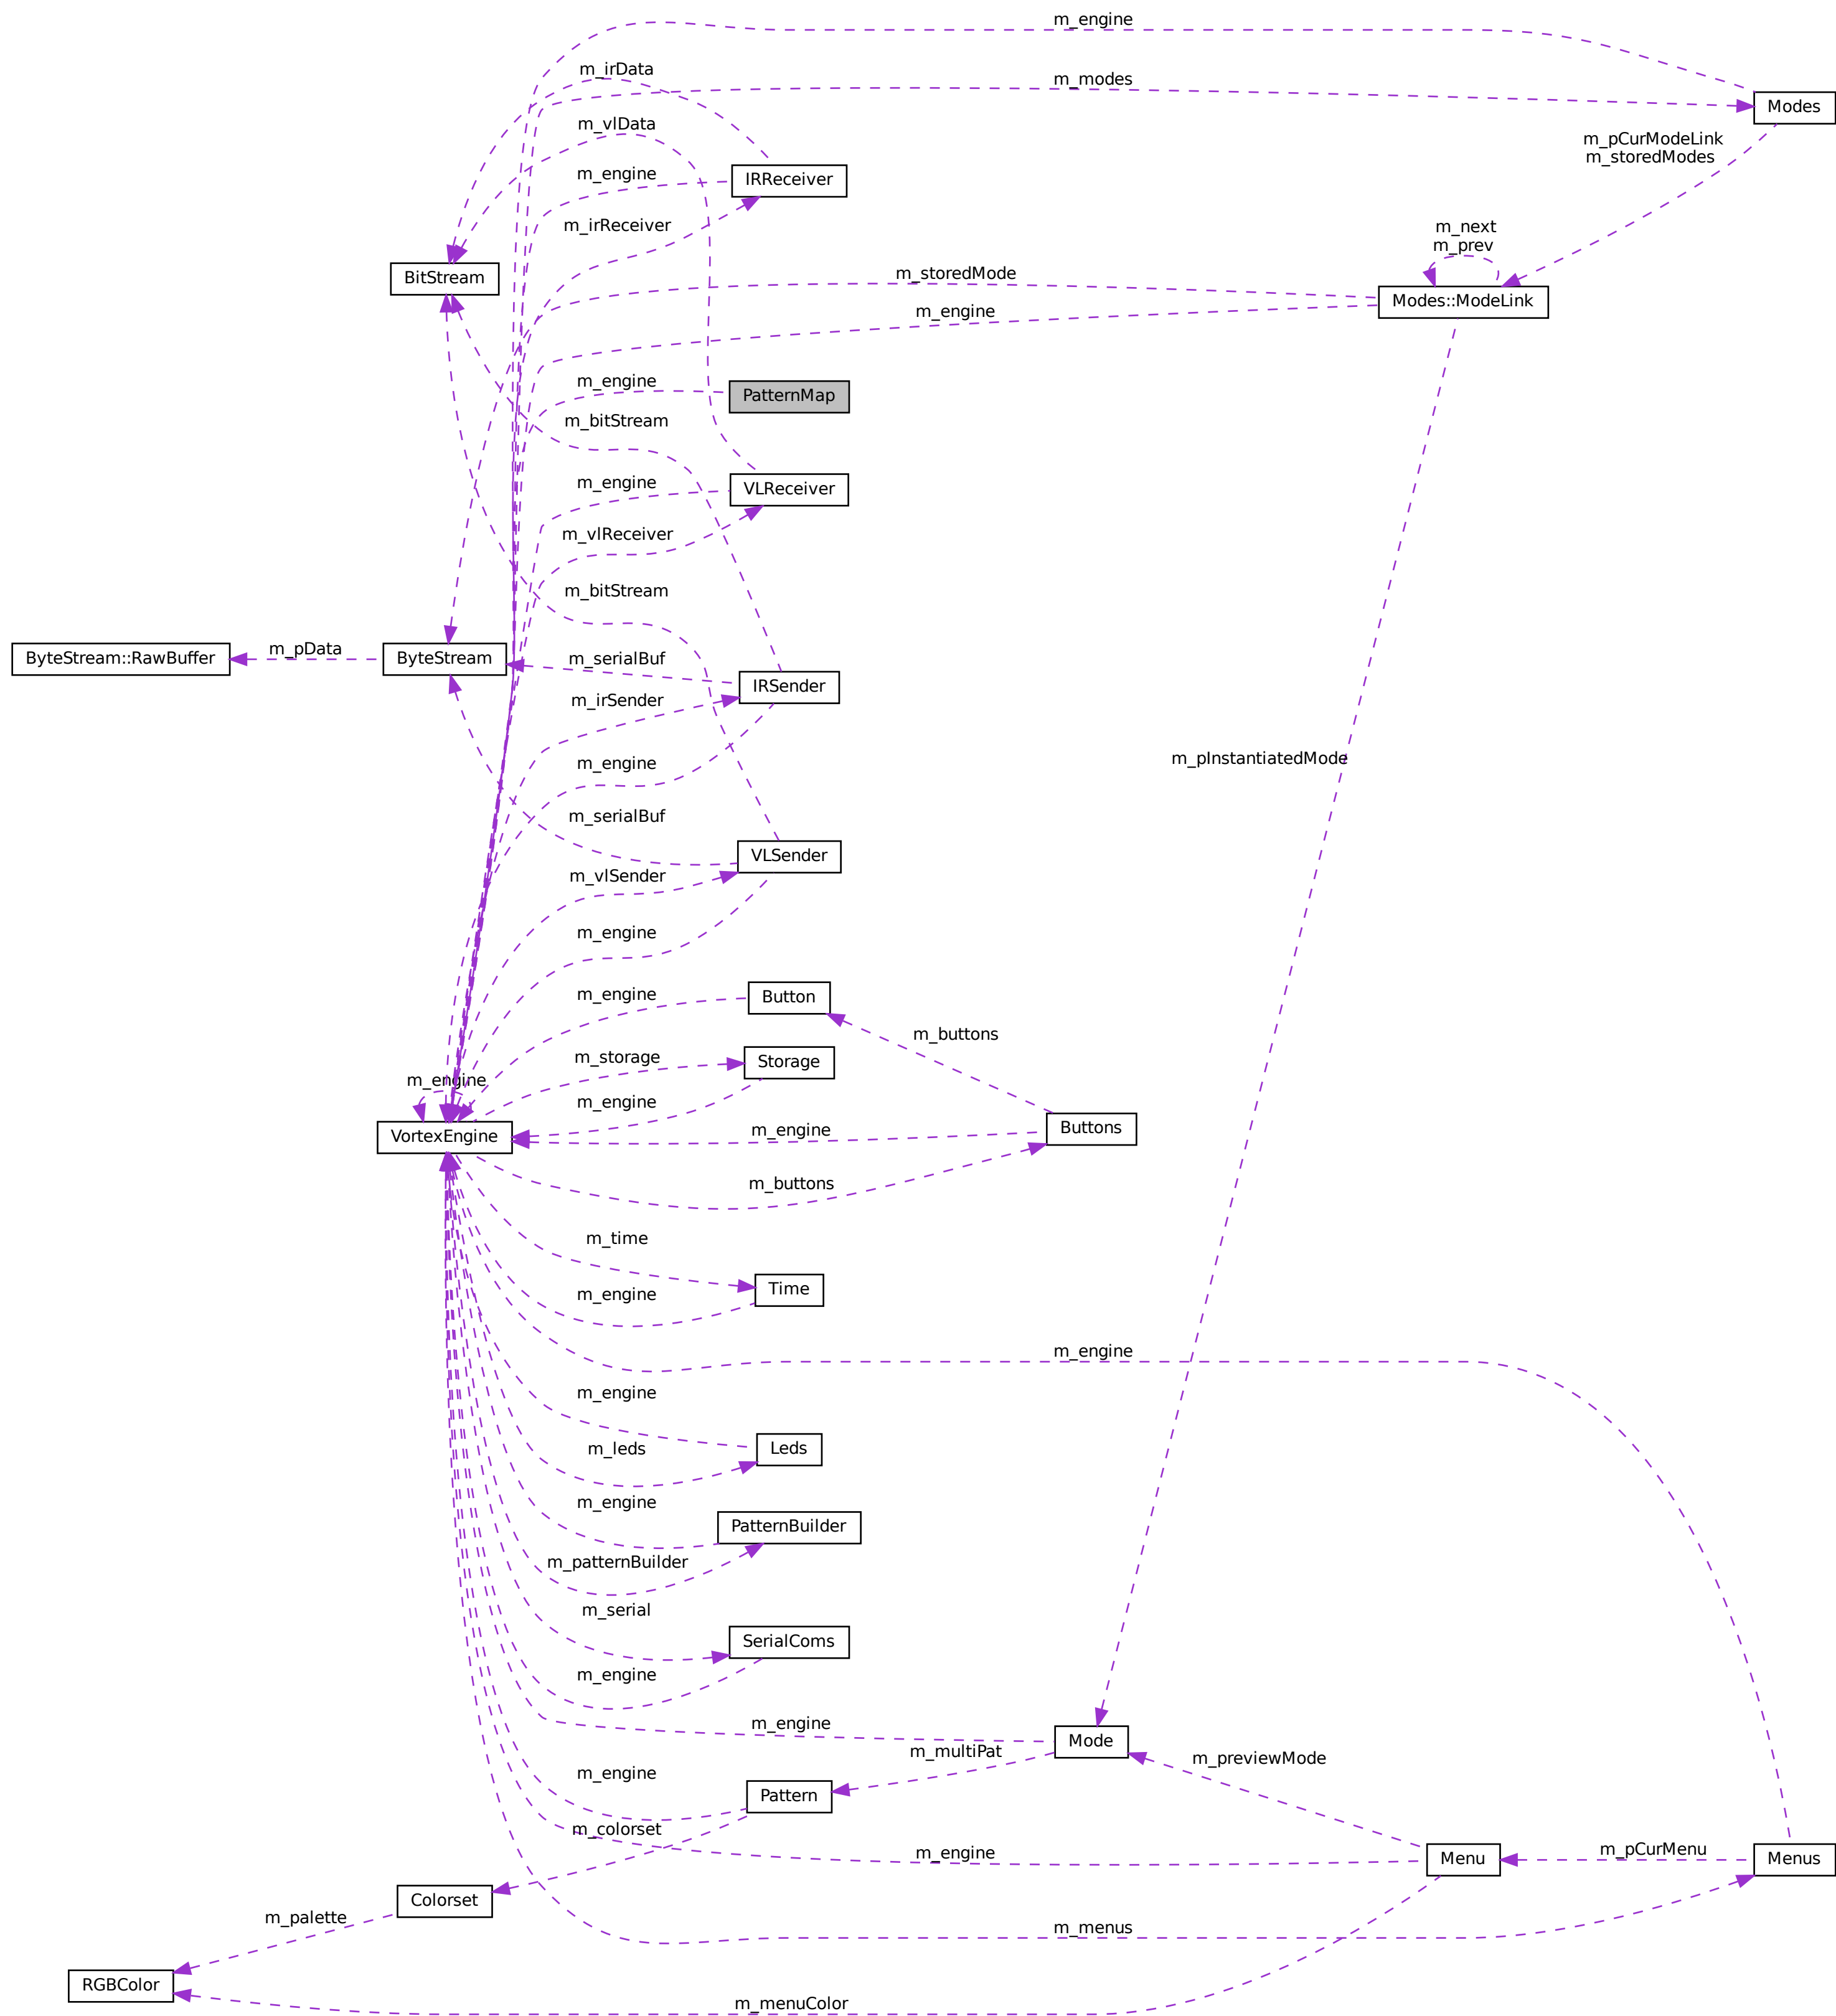 m_engine
m_irData
m_modes
Modes
m_vlData
m_pCurModeLink
m_storedModes
m_engine
IRReceiver
m_irReceiver
m_next
m_prev
BitStream
m_storedMode
Modes::ModeLink
m_engine
m_engine
PatternMap
m_bitStream
m_engine
VLReceiver
m_vlReceiver
m_bitStream
ByteStream::RawBuffer
m_pData
ByteStream
m_serialBuf
IRSender
m_irSender
m_pInstantiatedMode
m_engine
m_serialBuf
VLSender
m_vlSender
m_engine
m_engine
Button
m_buttons
m_storage
Storage
m_engine
m_engine
VortexEngine
m_engine
Buttons
m_buttons
m_time
Time
m_engine
m_engine
m_engine
m_leds
Leds
m_engine
PatternBuilder
m_patternBuilder
m_serial
SerialComs
m_engine
m_engine
Mode
m_multiPat
m_previewMode
m_engine
Pattern
m_colorset
m_engine
Menu
m_pCurMenu
Menus
Colorset
m_palette
m_menus
RGBColor
m_menuColor